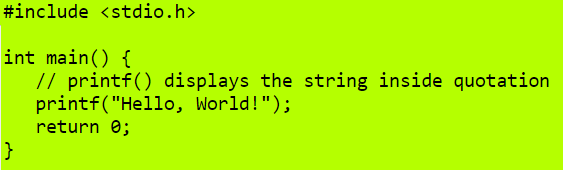 #include <stdio.h>
int main() {
   // printf() displays the string inside quotation
   printf("Hello, World!");
   return 0;
}